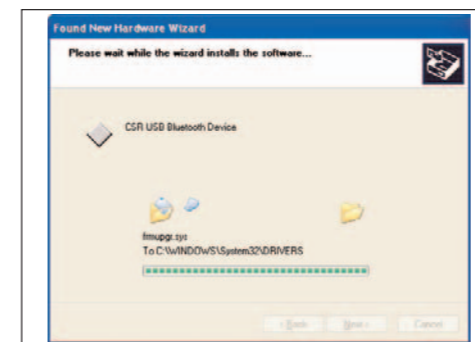 Found New Hardware Wizard
Please wait while the wizard installs the software...
CSR USB Bluetooth Device
fmupgr.sys
To C:\WINDOWS\System32\DRIVERS
< Back Next > Cancel